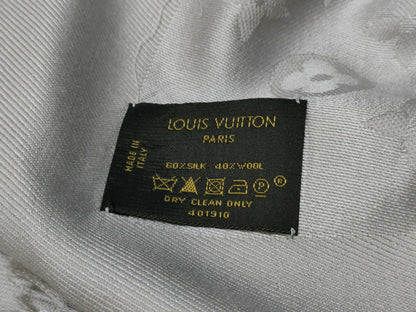 LOUIS VUITTON
PARIS
MADE IN
ITALY
60%SILK 40%WOOL
P ®
DRY CLEAN ONLY
401910